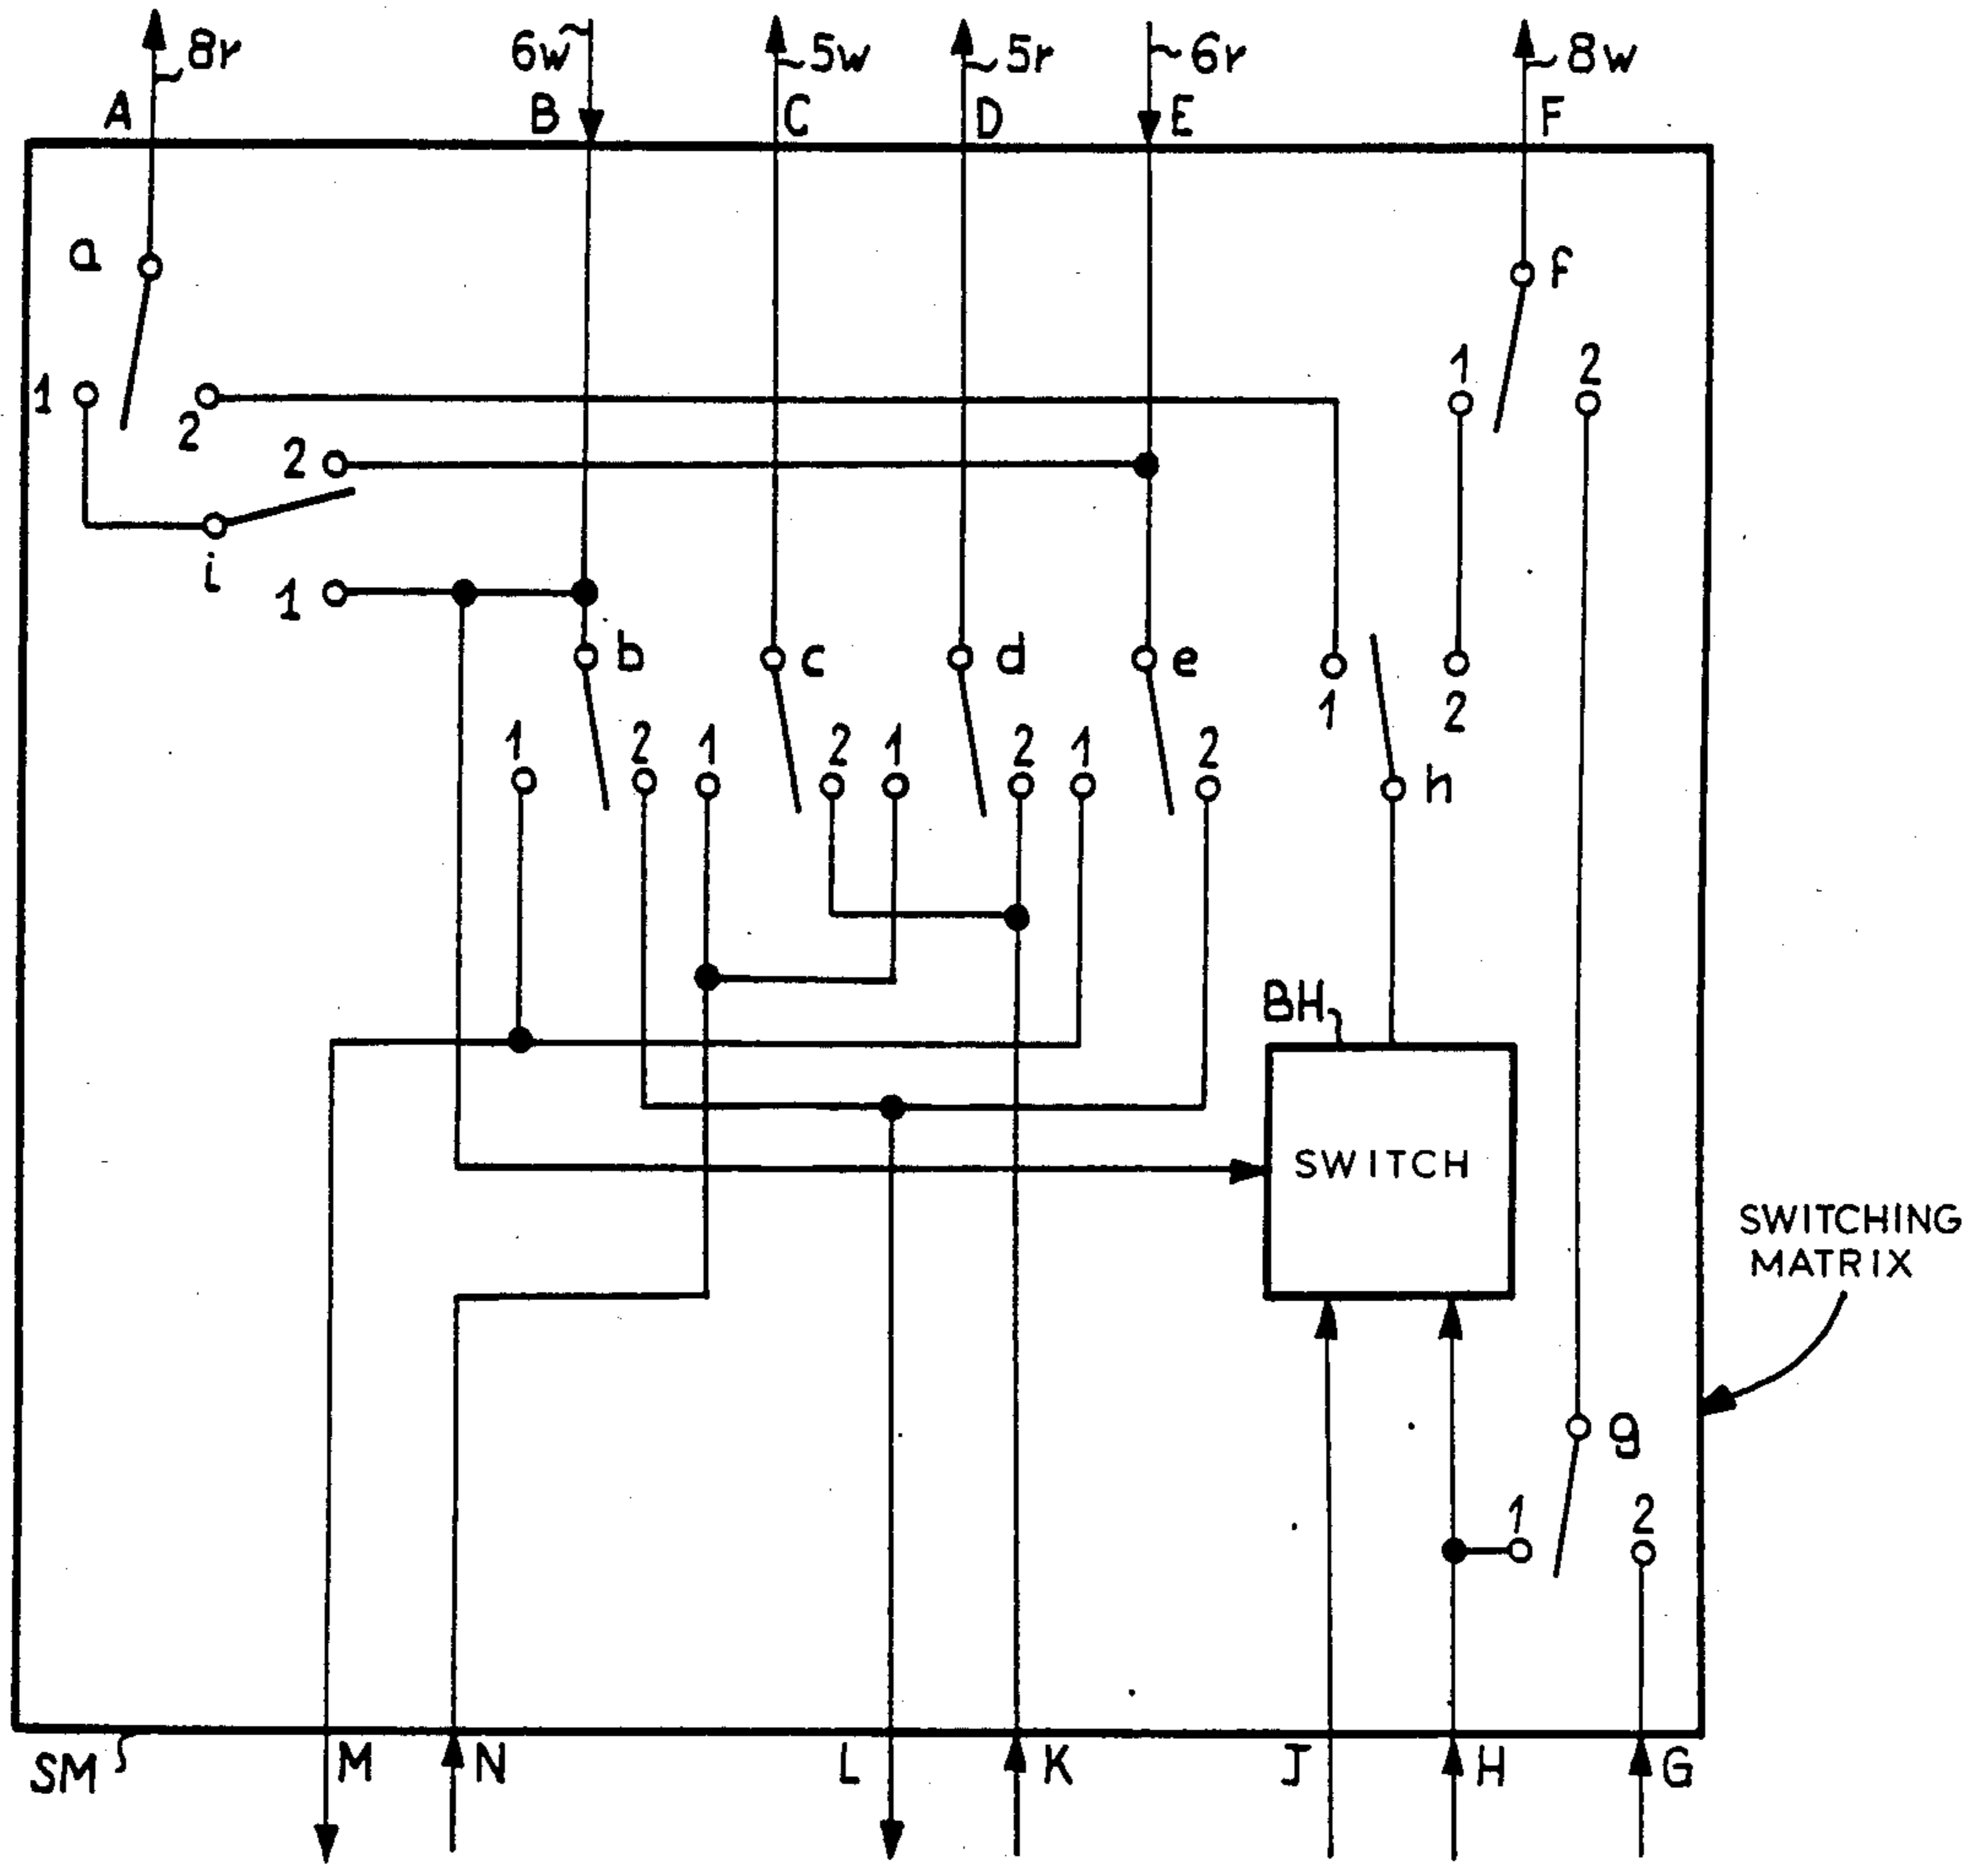 8r 6w 5w 5r 6r 8w
A B C D E F
a f
1 2 1 2
2
i
1
b c d e
1 2 1 2 1 2 1 2 1 2
h
BH
SWITCH
SWITCHING
MATRIX
g
1 2
SM M N L K J H G